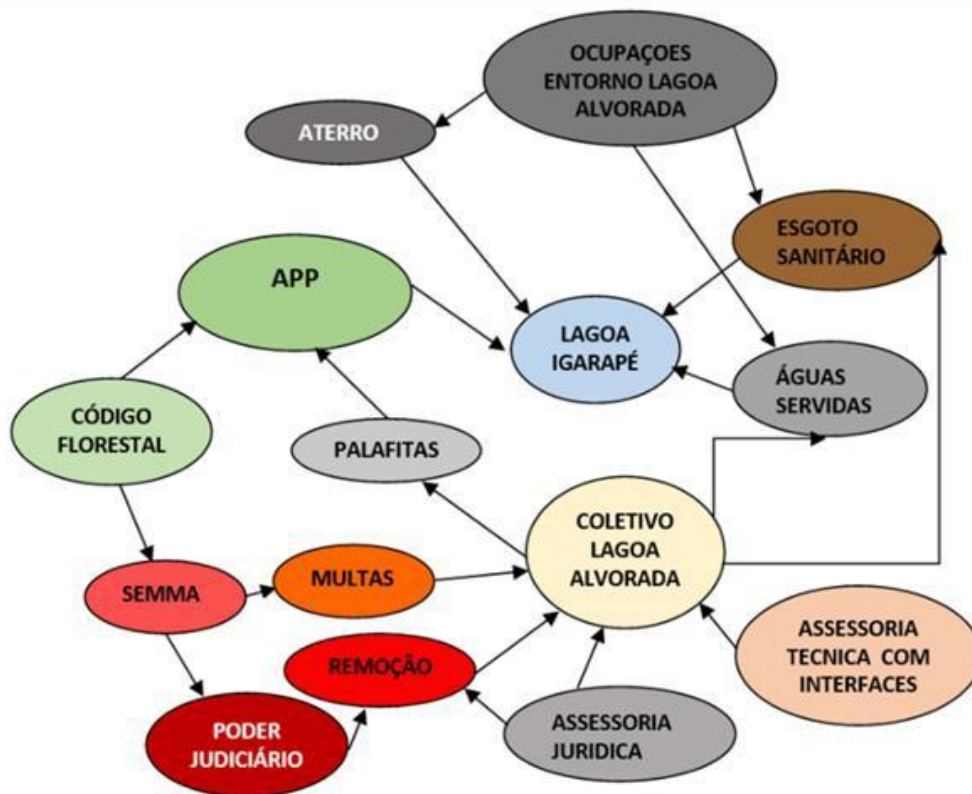 OCUPAÇOES
ENTORNO LAGOA
ALVORADA
ATERRO
ESGOTO
SANITÁRIO
APP
LAGOA
IGARAPÉ
ÁGUAS
SERVIDAS
CÓDIGO
FLORESTAL
PALAFITAS
COLETIVO
LAGOA
ALVORADA
SEMMA
MULTAS
ASSESSORIA
TECNICA COM
INTERFACES
REMOÇÃO
PODER
JUDICIÁRIO
ASSESSORIA
JURIDICA